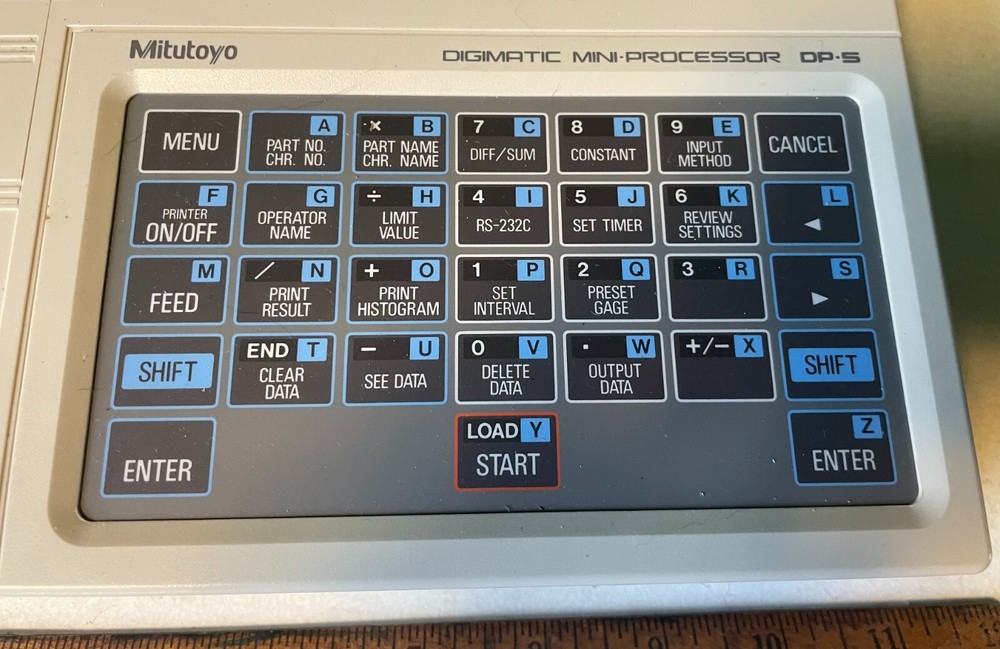 Mitutoyo
DIGIMATIC MINI-PROCESSOR DP-5
MENU
A
PART NO.
CHR. NO.
× B
PART NAME
CHR. NAME
7 C
DIFF/SUM
8 D
CONSTANT
9 E
INPUT
METHOD
CANCEL
F
PRINTER
ON/OFF
G
OPERATOR
NAME
÷ H
LIMIT
VALUE
4 I
RS-232C
5 J
SET TIMER
6 K
REVIEW
SETTINGS
L
◀
M
FEED
/ N
PRINT
RESULT
+ O
PRINT
HISTOGRAM
1 P
SET
INTERVAL
2 Q
PRESET
GAGE
3 R
S
▶
SHIFT
END T
CLEAR
DATA
− U
SEE DATA
0 V
DELETE
DATA
. W
OUTPUT
DATA
+/− X
SHIFT
ENTER
LOAD Y
START
Z
ENTER
9 10 11